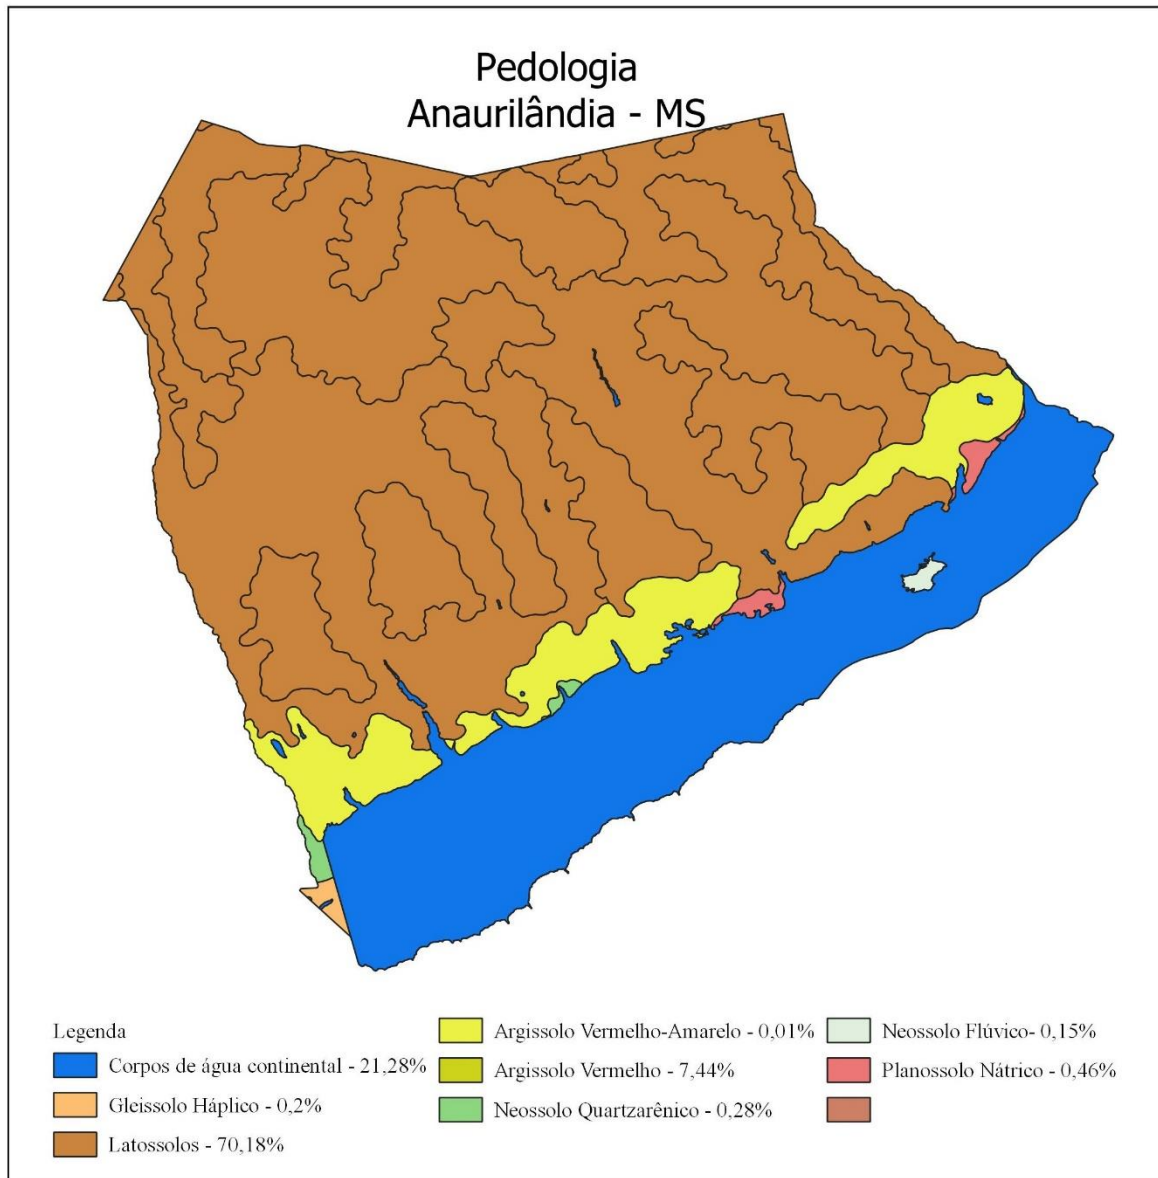 Pedologia
Anaurilândia - MS
Legenda
Corpos de água continental - 21,28%
Gleissolo Háplico - 0,2%
Latossolos - 70,18%
Argissolo Vermelho-Amarelo - 0,01%
Argissolo Vermelho - 7,44%
Neossolo Quartzarênico - 0,28%
Neossolo Flúvico- 0,15%
Planossolo Nátrico - 0,46%